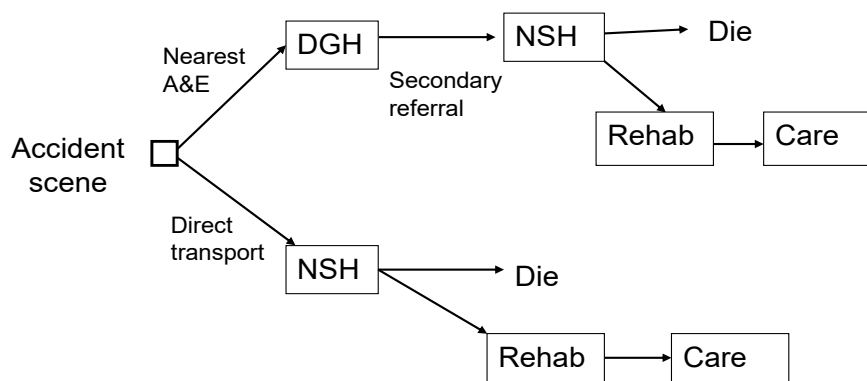 Accident
scene
Nearest
A&E
DGH
Secondary
referral
NSH
Die
Rehab
Care
Direct
transport
NSH
Die
Rehab
Care